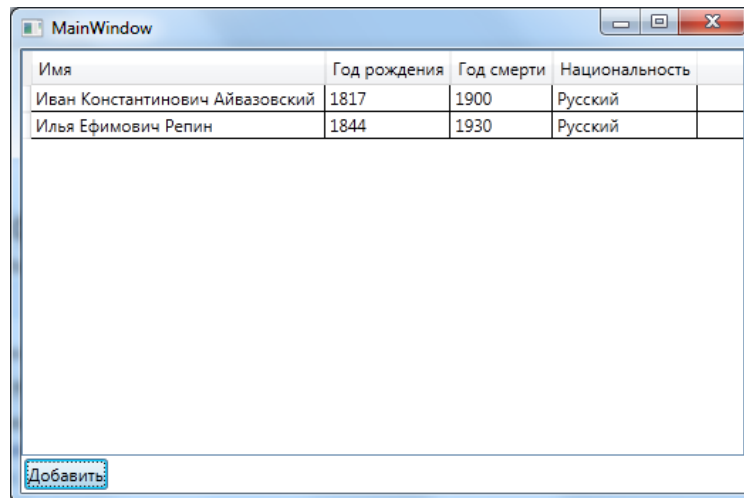 MainWindow
Имя Год рождения Год смерти Национальность
Иван Константинович Айвазовский 1817 1900 Русский
Илья Ефимович Репин 1844 1930 Русский
Добавить